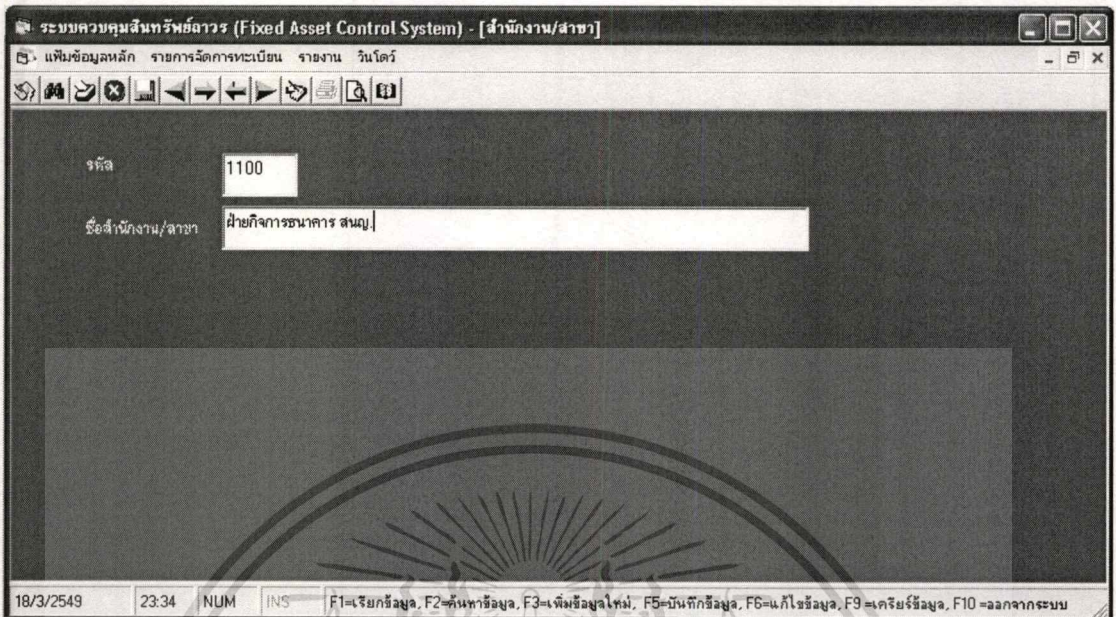 ระบบควบคุมสินทรัพย์ถาวร (Fixed Asset Control System) - [สำนักงาน/สาขา]
แฟ้มข้อมูลหลัก รายการจัดการทะเบียน รายงาน วินโดว์
รหัส 1100
ชื่อสำนักงาน/สาขา ฝ่ายกิจการธนาคาร สนญ.
18/3/2549 23:34 NUM INS F1=เรียกข้อมูล, F2=ค้นหาข้อมูล, F3=เพิ่มข้อมูลใหม่, F5=บันทึกข้อมูล, F6=แก้ไขข้อมูล, F9 =เครียร์ข้อมูล, F10 =ออกจากระบบ